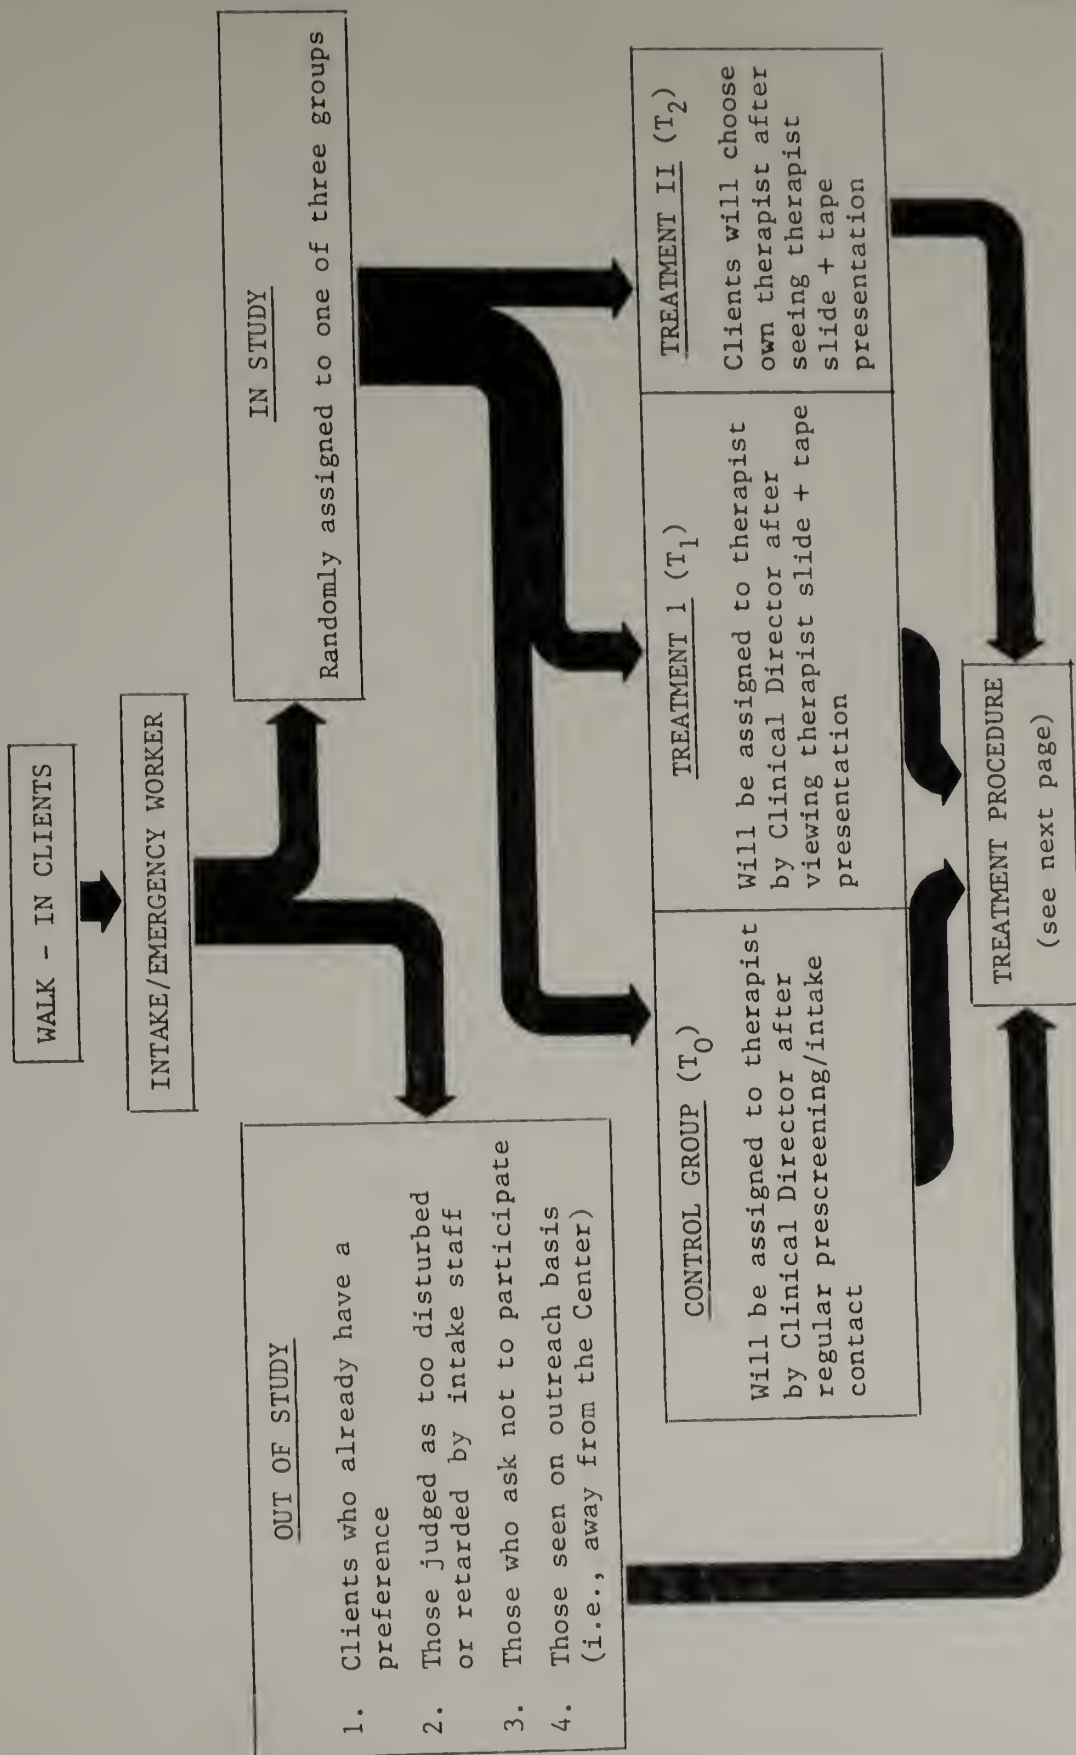 WALK - IN CLIENTS
INTAKE/EMERGENCY WORKER
OUT OF STUDY
1. Clients who already have a
preference
2. Those judged as too disturbed
or retarded by intake staff
3. Those who ask not to participate
4. Those seen on outreach basis
(i.e., away from the Center)
IN STUDY
Randomly assigned to one of three groups
CONTROL GROUP (T0)
Will be assigned to therapist
by Clinical Director after
regular prescreening/intake
contact
TREATMENT 1 (T1)
Will be assigned to therapist
by Clinical Director after
viewing therapist slide + tape
presentation
TREATMENT II (T2)
Clients will choose
own therapist after
seeing therapist
slide + tape
presentation
TREATMENT PROCEDURE
(see next page)